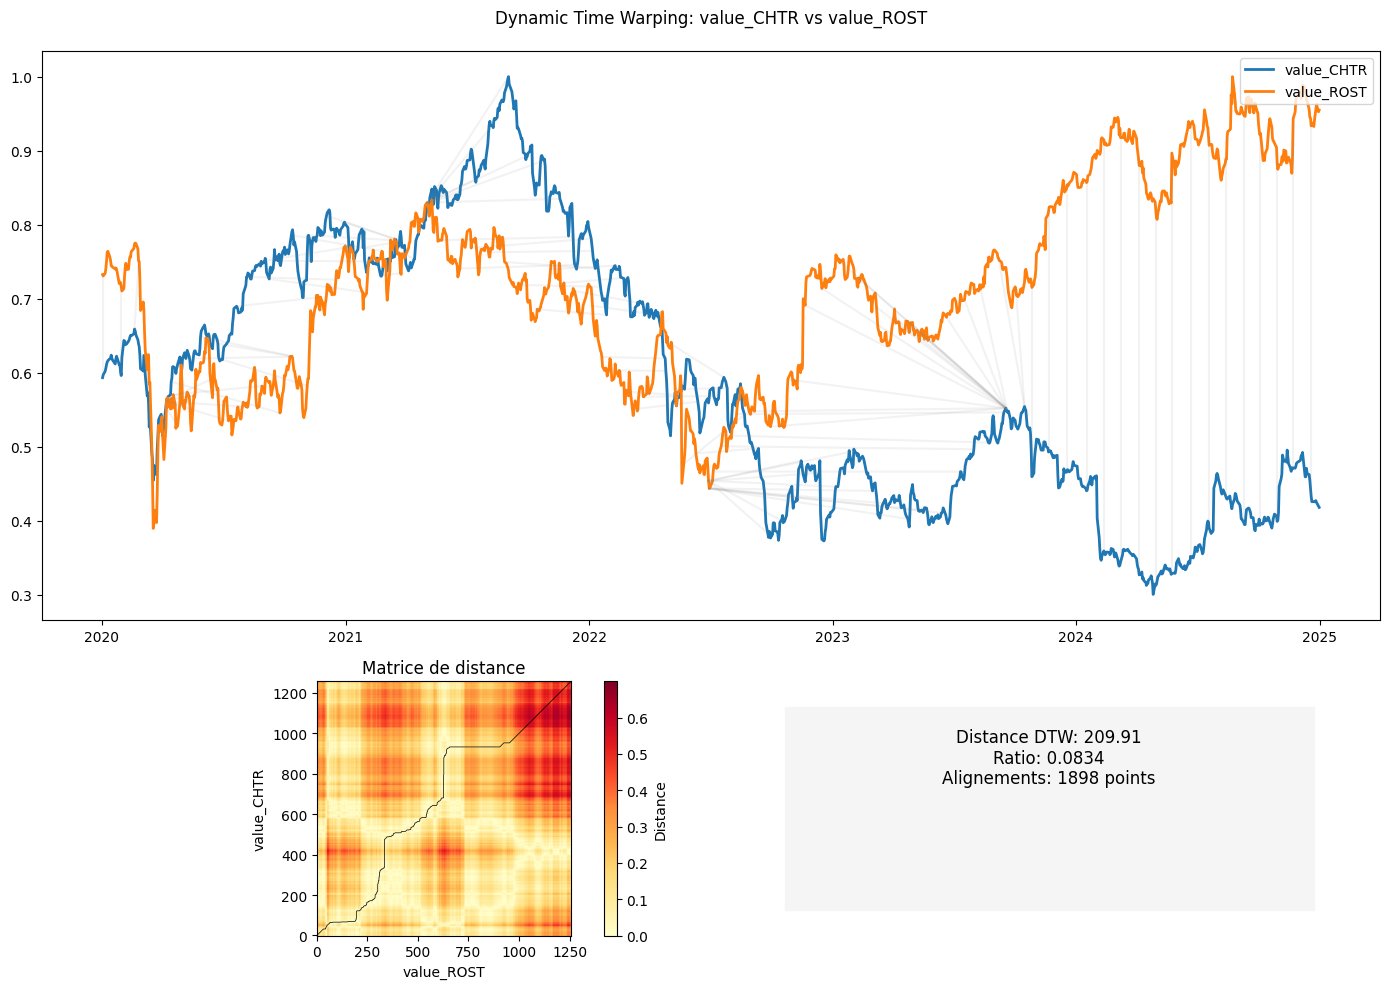 Dynamic Time Warping: value_CHTR vs value_ROST
value_CHTR
value_ROST
1.0
0.9
0.8
0.7
0.6
0.5
0.4
0.3
2020 2021 2022 2023 2024 2025
Matrice de distance
value_CHTR
1200
1000
800
600
400
200
0
0 250 500 750 1000 1250
value_ROST
0.6
0.5
0.4
0.3
0.2
0.1
0.0
Distance
Distance DTW: 209.91
Ratio: 0.0834
Alignements: 1898 points